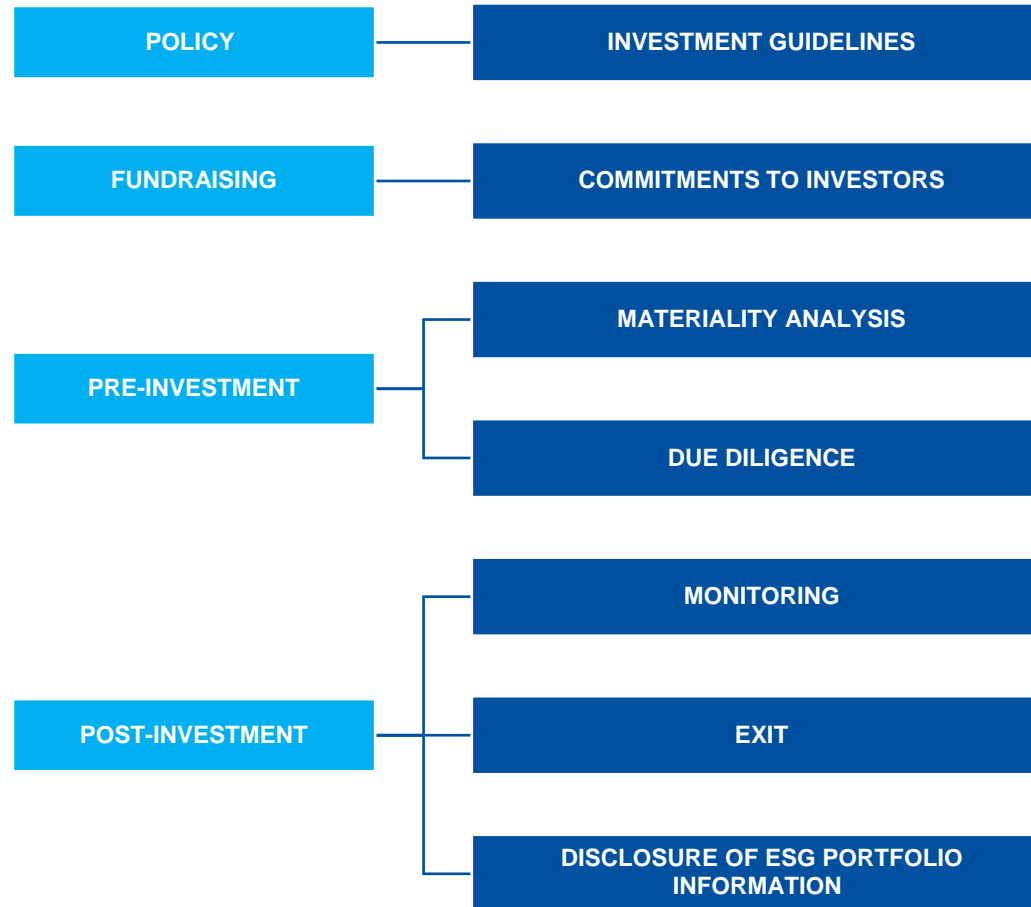 POLICY
INVESTMENT GUIDELINES
FUNDRAISING
COMMITMENTS TO INVESTORS
PRE-INVESTMENT
MATERIALITY ANALYSIS
DUE DILIGENCE
POST-INVESTMENT
MONITORING
EXIT
DISCLOSURE OF ESG PORTFOLIO
INFORMATION